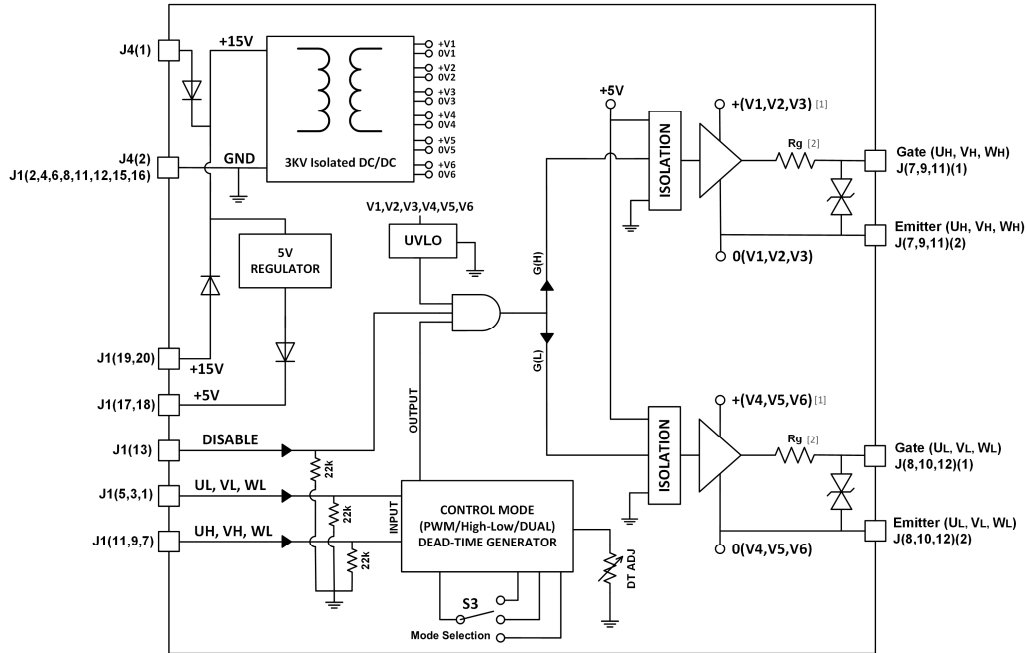 J4(1)
+15V
+V1
0V1
+V2
0V2
+V3
0V3
+V4
0V4
+V5
0V5
+V6
0V6
3KV Isolated DC/DC
J4(2)
J1(2,4,6,8,11,12,15,16)
GND
V1,V2,V3,V4,V5,V6
UVLO
5V
REGULATOR
J1(19,20)
+15V
J1(17,18)
+5V
J1(13)
DISABLE
22k
J1(5,3,1)
UL, VL, WL
22k
J1(11,9,7)
UH, VH, WL
22k
OUTPUT
INPUT
CONTROL MODE
(PWM/High-Low/DUAL)
DEAD-TIME GENERATOR
S3
Mode Selection
DT ADJ
G(H)
G(L)
+5V
ISOLATION
+(V1,V2,V3) [1]
Rg [2]
0(V1,V2,V3)
Gate (UH, VH, WH)
J(7,9,11)(1)
Emitter (UH, VH, WH)
J(7,9,11)(2)
ISOLATION
+(V4,V5,V6) [1]
Rg [2]
0(V4,V5,V6)
Gate (UL, VL, WL)
J(8,10,12)(1)
Emitter (UL, VL, WL)
J(8,10,12)(2)